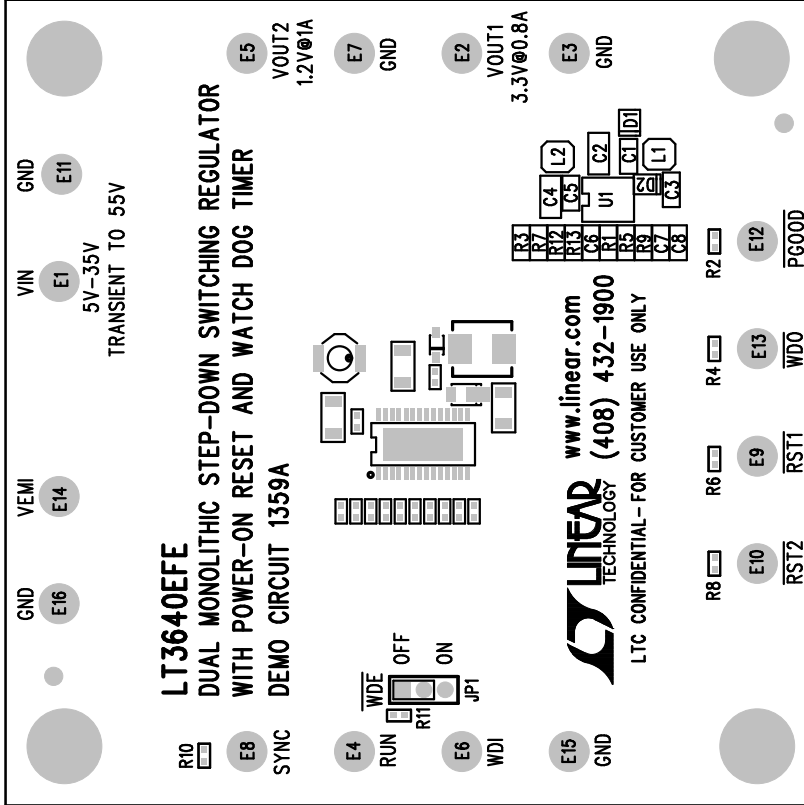 GND
E16
VEMI
E14
VIN
E1
5V-35V
TRANSIENT TO 55V
GND
E11
LT3640EFE
DUAL MONOLITHIC STEP-DOWN SWITCHING REGULATOR
WITH POWER-ON RESET AND WATCH DOG TIMER
DEMO CIRCUIT 1359A
R10
E8
SYNC
E4
RUN
E6
WDI
E15
GND
WDE
OFF
ON
JP1
R11
E5
VOUT2
1.2V@1A
E7
GND
E2
VOUT1
3.3V@0.8A
E3
GND
R3
R7
R12
R13
C6
R1
R5
R9
C7
C8
C4
C5
L2
C2
U1
C1
D1
D2
L1
C3
LINEAR
TECHNOLOGY
www.linear.com
(408) 432-1900
LTC CONFIDENTIAL-FOR CUSTOMER USE ONLY
R8
E10
RST2
R6
E9
RST1
R4
E13
WDO
R2
E12
PGOOD